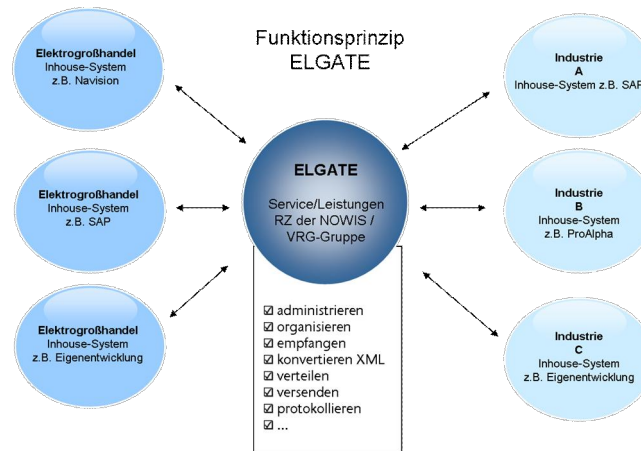 Funktionsprinzip
ELGATE
Elektrogroßhandel
Inhouse-System
z.B. Navision
Elektrogroßhandel
Inhouse-System
z.B. SAP
Elektrogroßhandel
Inhouse-System
z.B. Eigenentwicklung
ELGATE
Service/Leistungen
RZ der NOWIS /
VRG-Gruppe
☑ administrieren
☑ organisieren
☑ empfangen
☑ konvertieren XML
☑ verteilen
☑ versenden
☑ protokollieren
☑ ...
Industrie
A
Inhouse-System z.B. SAP
Industrie
B
Inhouse-System
z.B. ProAlpha
Industrie
C
Inhouse-System
z.B. Eigenentwicklung